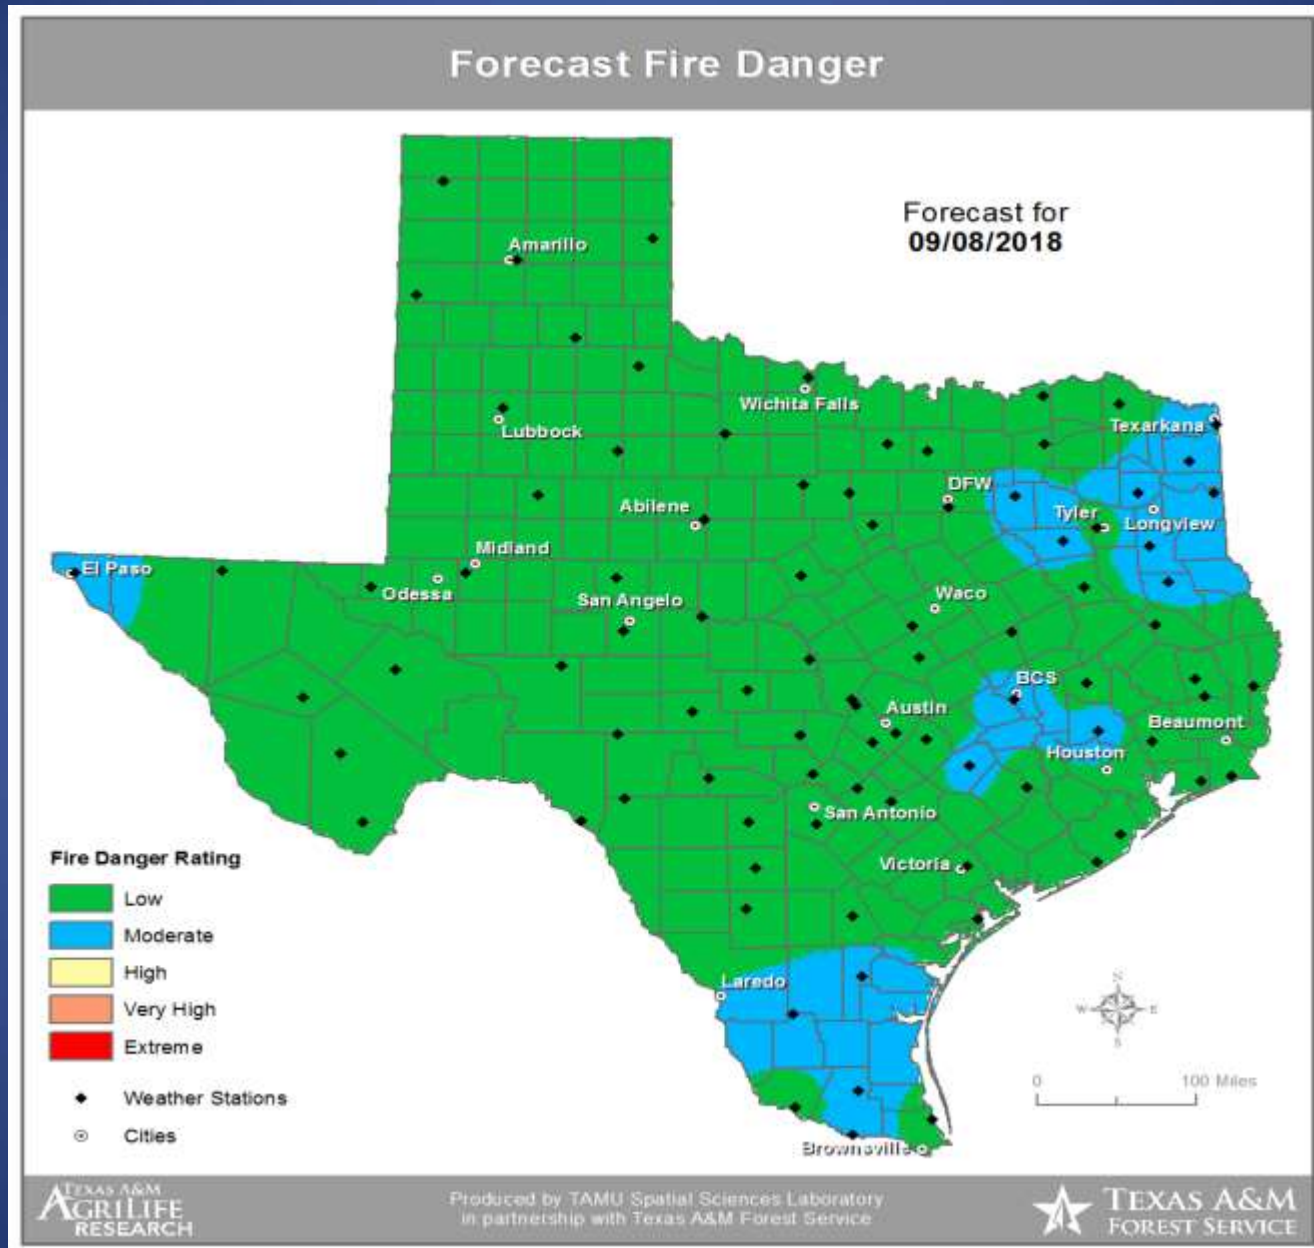 Forecast Fire Danger
Forecast for
09/08/2018
Amarillo
Wichita Falls
Lubbock
Texarkana
DFW
Abilene
Tyler
Longview
Midland
El Paso
Odessa
San Angelo
Waco
BCS
Austin
Beaumont
Houston
San Antonio
Victoria
Laredo
Brownsville
Fire Danger Rating
Low
Moderate
High
Very High
Extreme
Weather Stations
Cities
N
W E
S
0 100 Miles
TEXAS A&M
AGRILIFE
RESEARCH
Produced by TAMU Spatial Sciences Laboratory
in partnership with Texas A&M Forest Service
TEXAS A&M
FOREST SERVICE